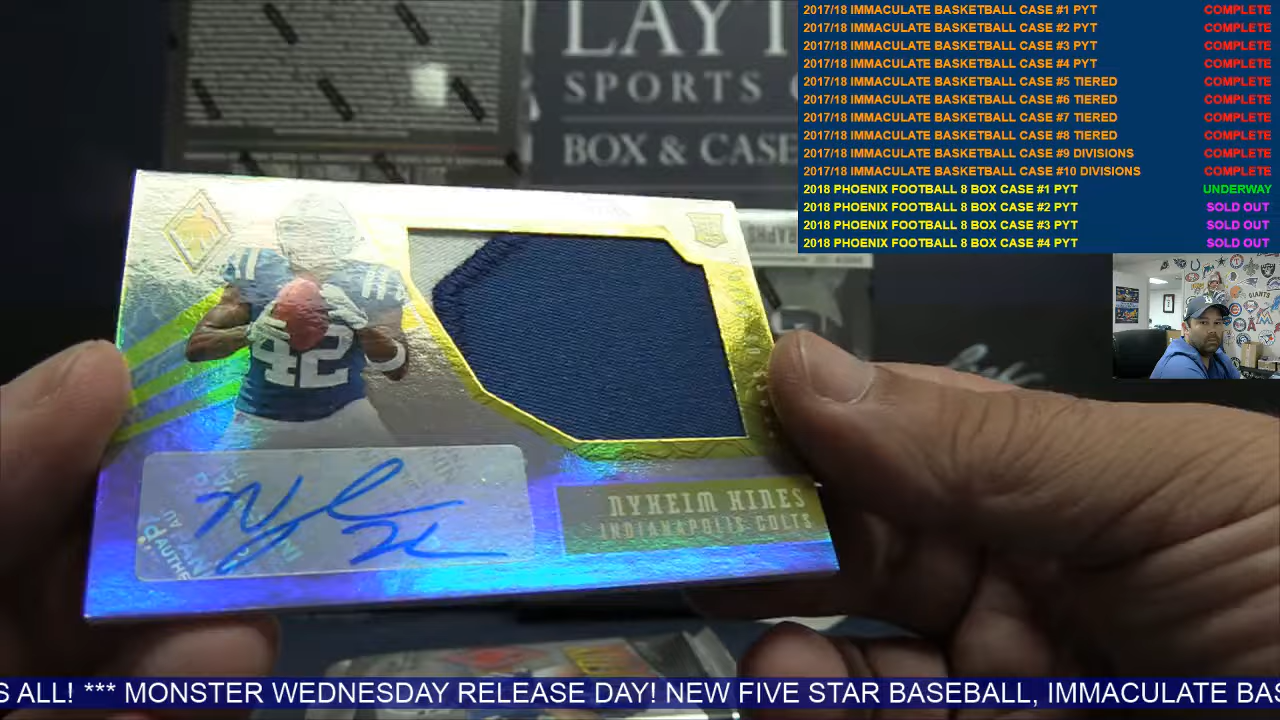 LAYT
SPORTS
BOX & CASE
2017/18 IMMACULATE BASKETBALL CASE #1 PYT COMPLETE
2017/18 IMMACULATE BASKETBALL CASE #2 PYT COMPLETE
2017/18 IMMACULATE BASKETBALL CASE #3 PYT COMPLETE
2017/18 IMMACULATE BASKETBALL CASE #4 PYT COMPLETE
2017/18 IMMACULATE BASKETBALL CASE #5 TIERED COMPLETE
2017/18 IMMACULATE BASKETBALL CASE #6 TIERED COMPLETE
2017/18 IMMACULATE BASKETBALL CASE #7 TIERED COMPLETE
2017/18 IMMACULATE BASKETBALL CASE #8 TIERED COMPLETE
2017/18 IMMACULATE BASKETBALL CASE #9 DIVISIONS COMPLETE
2017/18 IMMACULATE BASKETBALL CASE #10 DIVISIONS COMPLETE
2018 PHOENIX FOOTBALL 8 BOX CASE #1 PYT UNDERWAY
2018 PHOENIX FOOTBALL 8 BOX CASE #2 PYT SOLD OUT
2018 PHOENIX FOOTBALL 8 BOX CASE #3 PYT SOLD OUT
2018 PHOENIX FOOTBALL 8 BOX CASE #4 PYT SOLD OUT
GIANTS
42
NYHEIM HINES
INDIANAPOLIS COLTS
S ALL! *** MONSTER WEDNESDAY RELEASE DAY! NEW FIVE STAR BASEBALL, IMMACULATE BAS